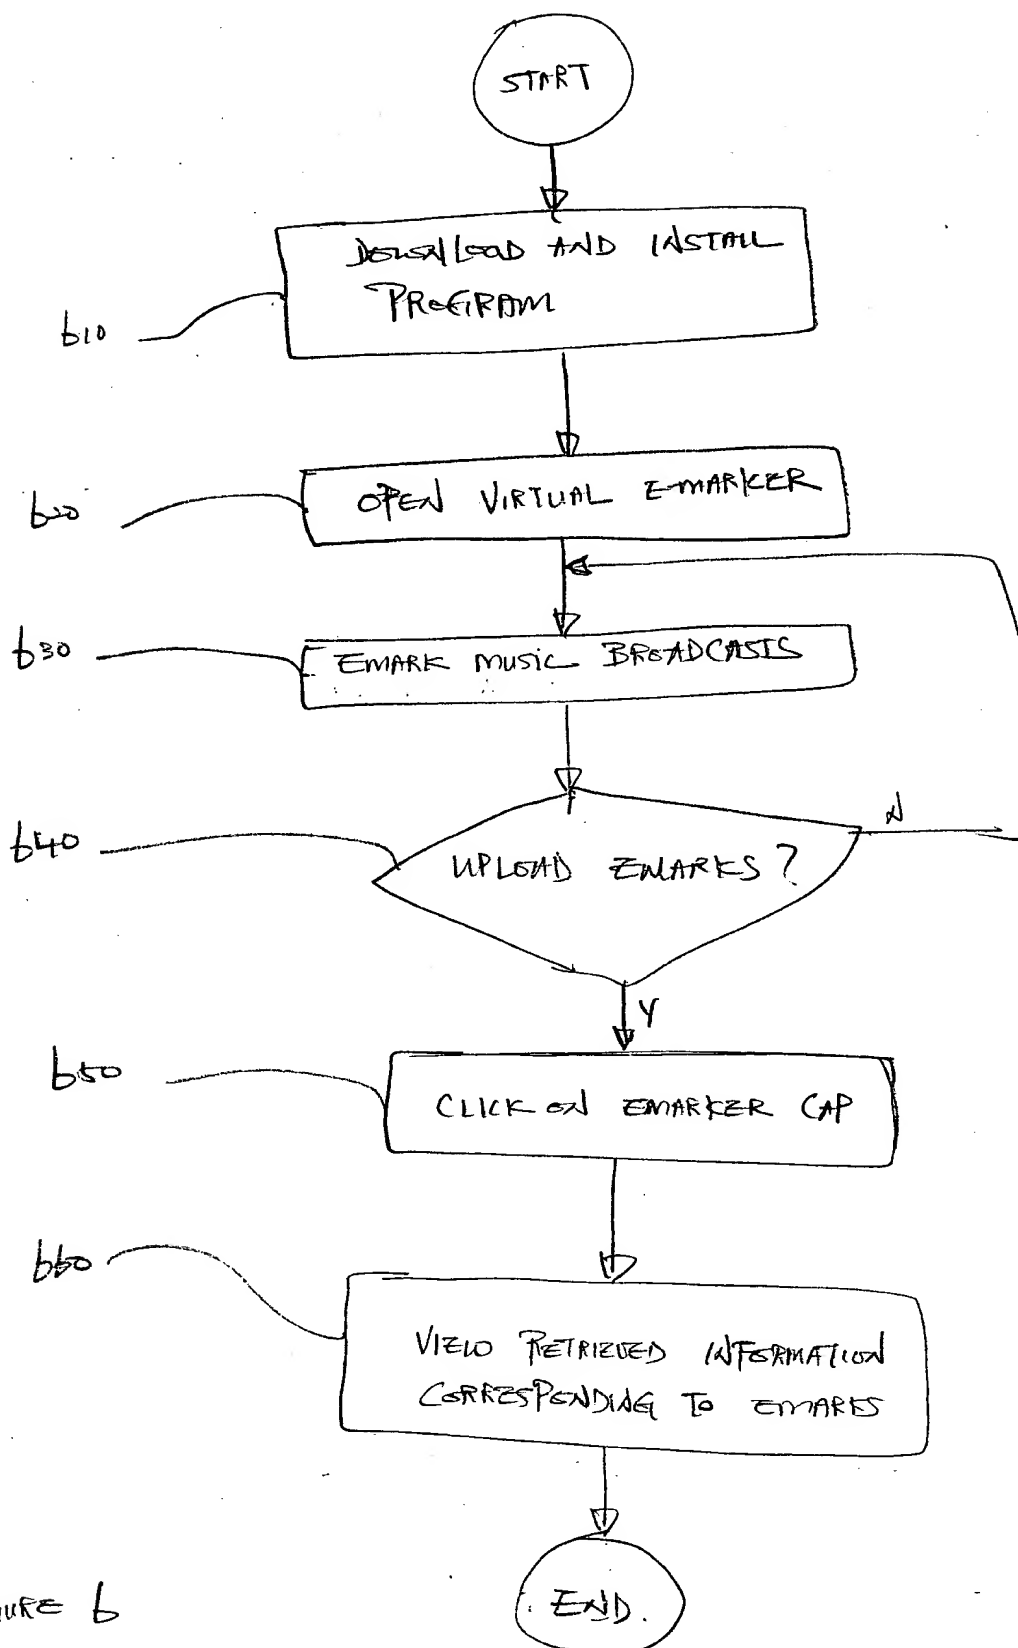 START
DOWNLOAD AND INSTALL
PROGRAM
610
620
OPEN VIRTUAL E-MARKER
630
EMARK MUSIC BROADCASTS
640
UPLOAD EMARKS?
N
Y
650
CLICK ON EMARKER CAP
660
VIEW RETRIEVED INFORMATION
CORRESPONDING TO EMARKS
END.
URE 6